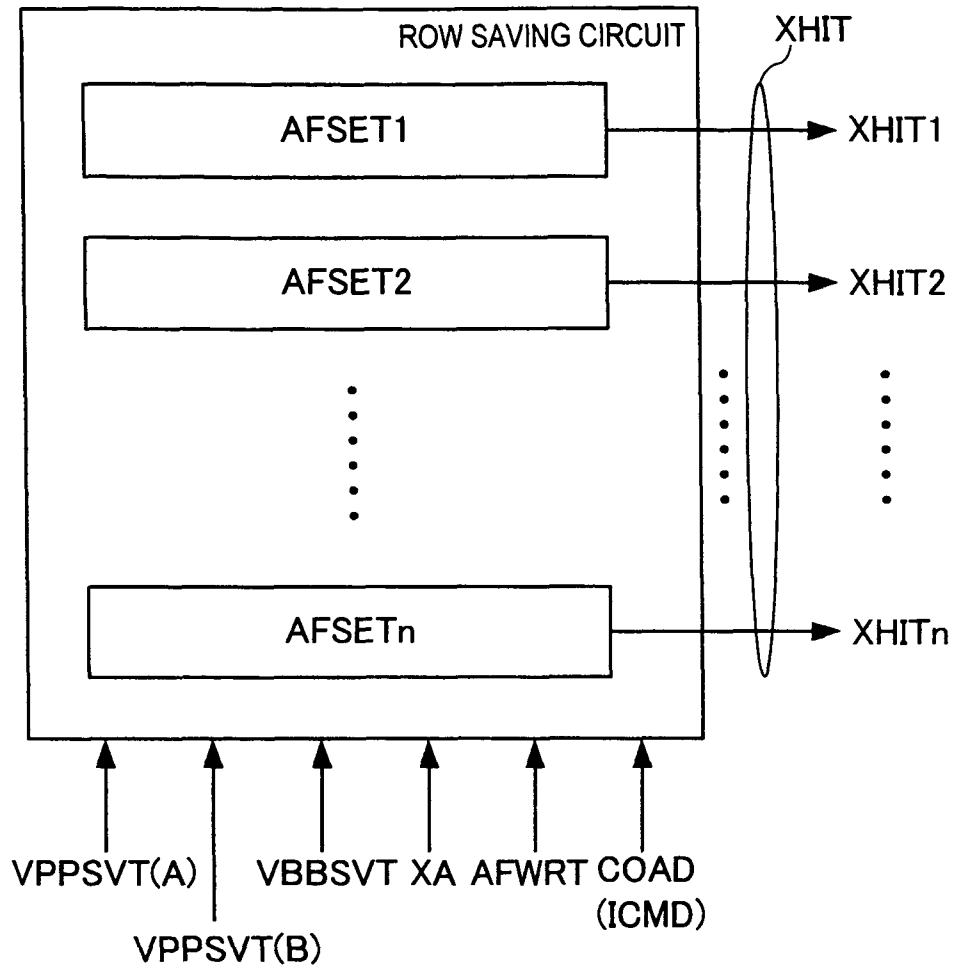 ROW SAVING CIRCUIT
XHIT
AFSET1
XHIT1
AFSET2
XHIT2
AFSETn
XHITn
VPPSVT(A)
VBBSVT
XA
AFWRT
COAD
(ICMD)
VPPSVT(B)